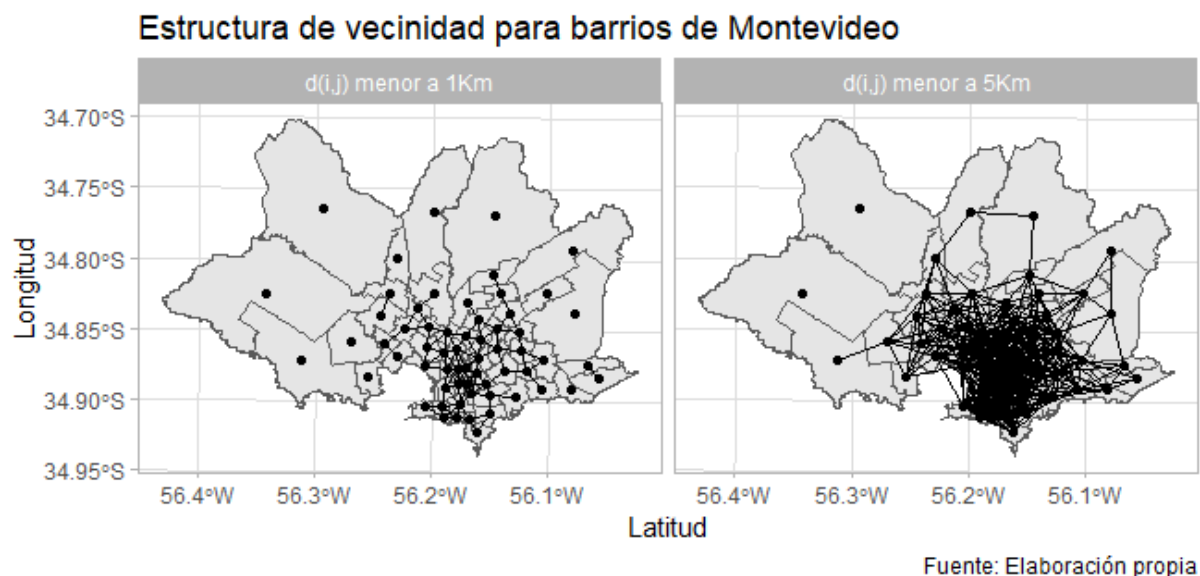 Estructura de vecinidad para barrios de Montevideo
d(i,j) menor a 1Km
d(i,j) menor a 5Km
34.70°S
34.75°S
34.80°S
34.85°S
34.90°S
34.95°S
Longitud
56.4°W 56.3°W 56.2°W 56.1°W
56.4°W 56.3°W 56.2°W 56.1°W
Latitud
Fuente: Elaboración propia